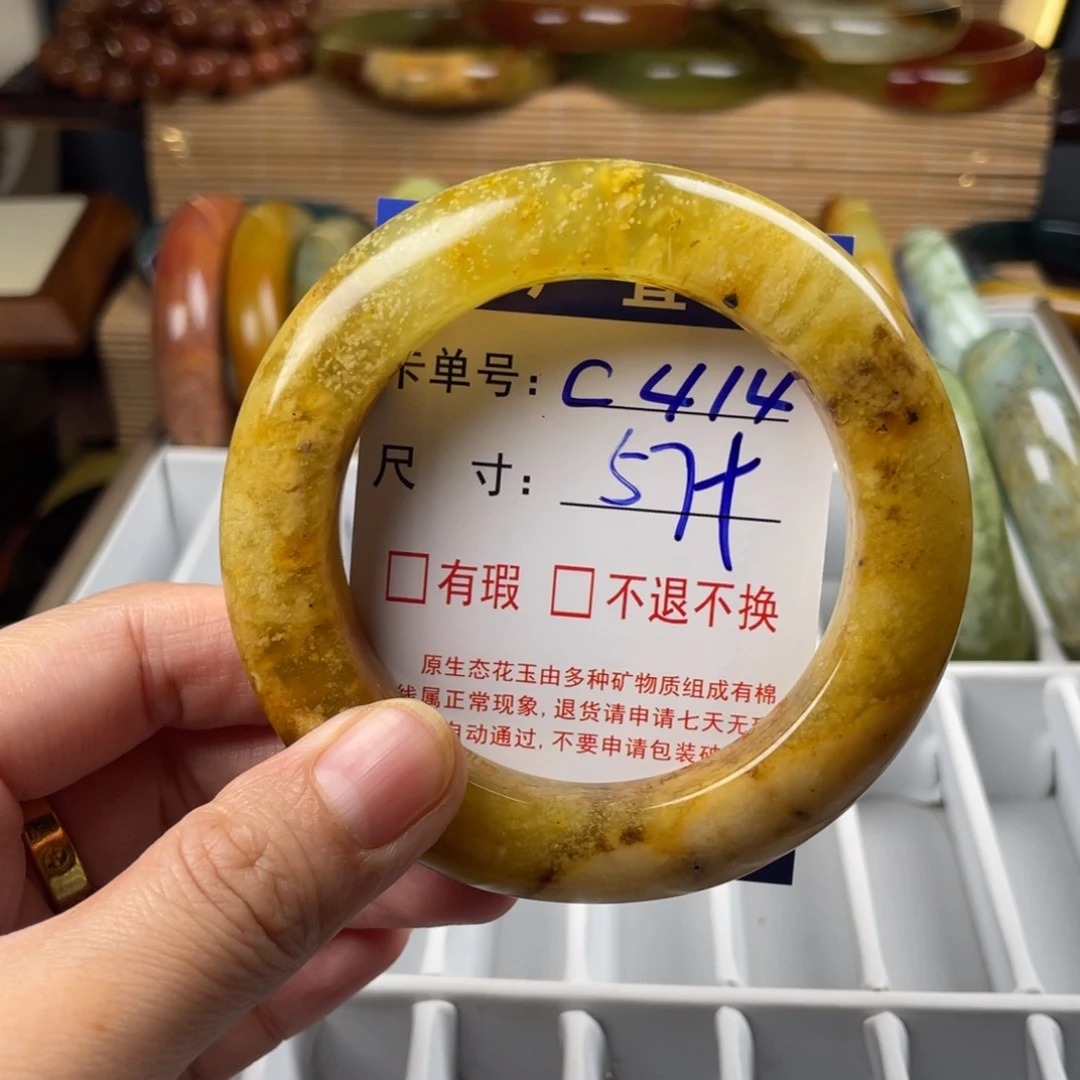 卡单号: C414
尺 寸: 5H
□有瑕 □不退不换
原生态花玉由多种矿物质组成有棉
线属正常现象, 退货请申请七天无
自动通过, 不要申请包装破